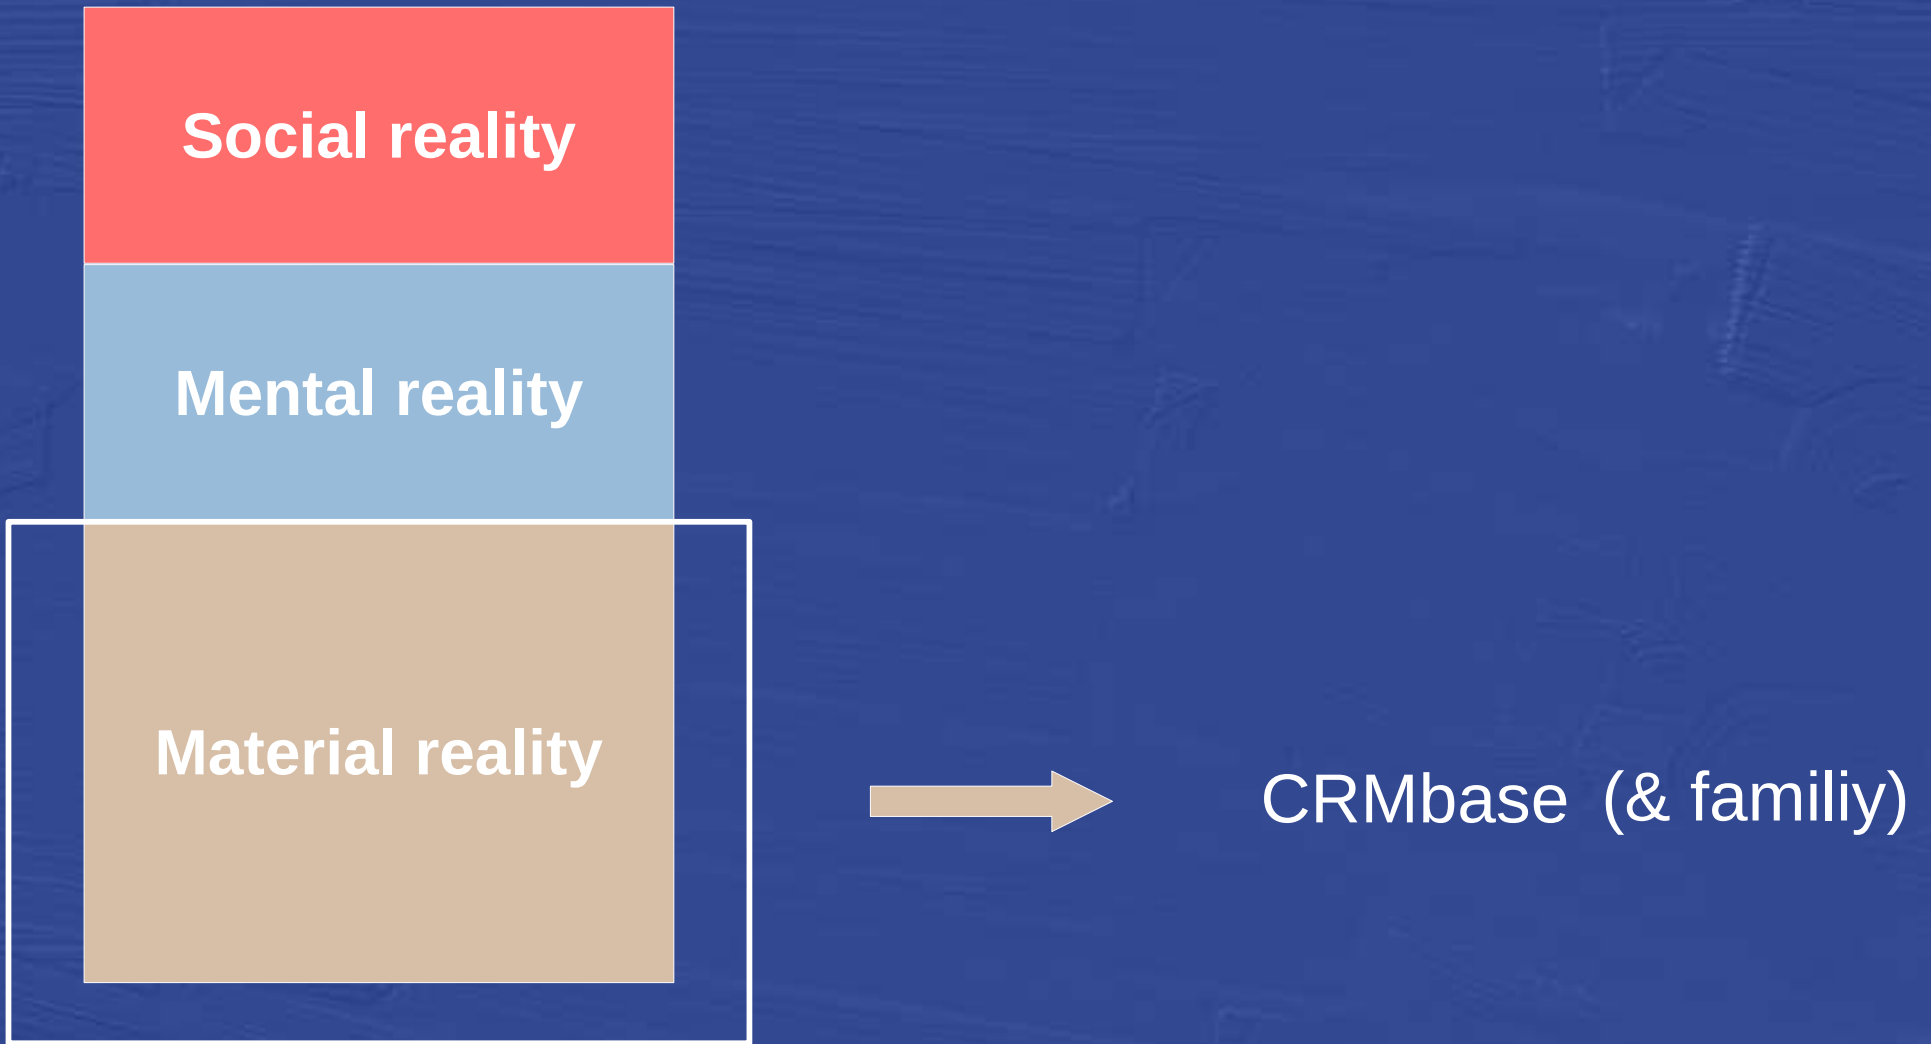 Social reality
Mental reality
Material reality
CRMbase (& familiy)